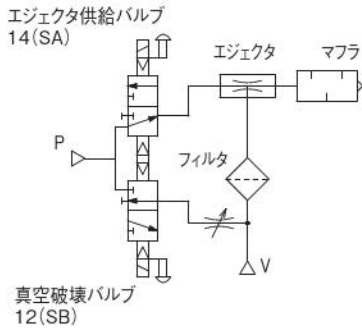 エジェクタ供給バルブ
14(SA)
エジェクタ
マフラ
P
フィルタ
V
真空破壊バルブ
12(SB)